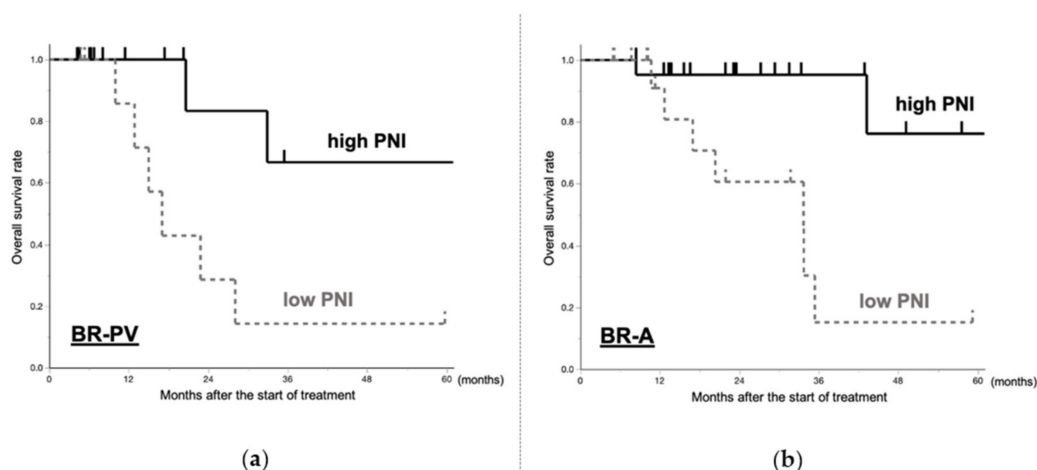 1.0
0.8
0.6
0.4
0.2
0.0
Overall survival rate
high PNI
low PNI
BR-PV
0 12 24 36 48 60 (months)
Months after the start of treatment
(a)
1.0
0.8
0.6
0.4
0.2
0.0
Overall survival rate
high PNI
low PNI
BR-A
0 12 24 36 48 60 (months)
Months after the start of treatment
(b)